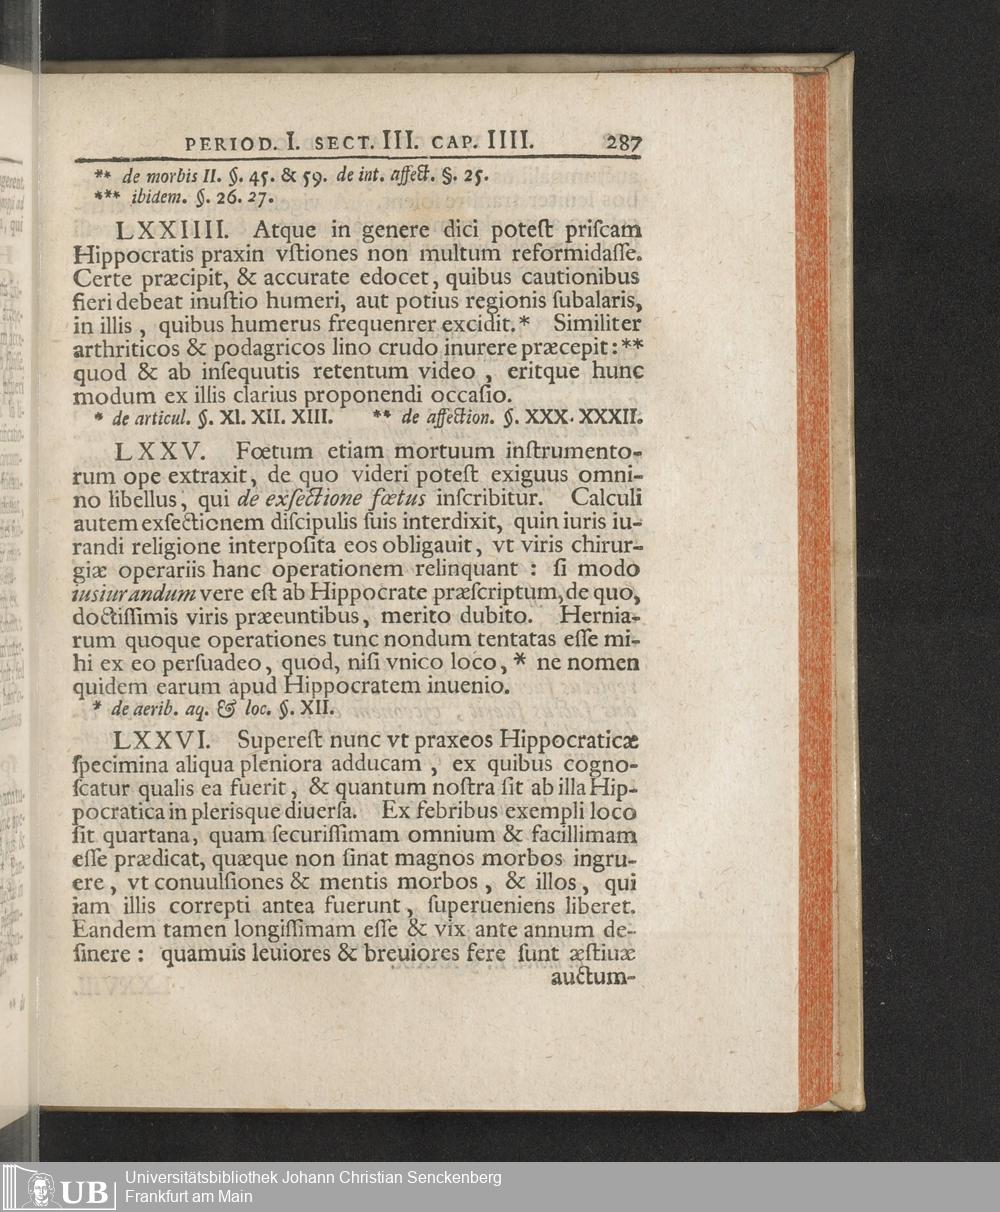 PERIOD. I. SECT. III. CAP. IIII. 287
** de morbis II. §. 45. & 59. de int. affect. §. 25.
*** ibidem. §. 26. 27.
LXXIIII. Atque in genere dici poteſt priſcam
Hippocratis praxin vſtiones non multum reformidaſſe.
Certe præcipit, & accurate edocet, quibus cautionibus
fieri debeat inuſtio humeri, aut potius regionis ſubalaris,
in illis, quibus humerus frequenrer excidit.* Similiter
arthriticos & podagricos lino crudo inurere præcepit:**
quod & ab inſequutis retentum video, eritque hunc
modum ex illis clarius proponendi occaſio.
* de articul. §. XI. XII. XIII. ** de affection. §. XXX. XXXII.
LXXV. Fœtum etiam mortuum inſtrumento-
rum ope extraxit, de quo videri poteſt exiguus omni-
no libellus, qui de exſectione fœtus inſcribitur. Calculi
autem exſectionem diſcipulis ſuis interdixit, quin iuris iu-
randi religione interpoſita eos obligauit, vt viris chirur-
giæ operariis hanc operationem relinquant : ſi modo
iusiurandum vere eſt ab Hippocrate præſcriptum, de quo,
doctiſſimis viris præeuntibus, merito dubito. Hernia-
rum quoque operationes tunc nondum tentatas eſſe mi-
hi ex eo perſuadeo, quod, niſi vnico loco, * ne nomen
quidem earum apud Hippocratem inuenio.
* de aerib. aq. & loc. §. XII.
LXXVI. Supereſt nunc vt praxeos Hippocraticæ
ſpecimina aliqua pleniora adducam, ex quibus cogno-
ſcatur qualis ea fuerit, & quantum noſtra ſit ab illa Hip-
pocratica in plerisque diuerſa. Ex febribus exempli loco
ſit quartana, quam ſecuriſſimam omnium & facillimam
eſſe prædicat, quæque non ſinat magnos morbos ingru-
ere, vt conuulſiones & mentis morbos, & illos, qui
iam illis correpti antea fuerunt, ſuperueniens liberet.
Eandem tamen longiſſimam eſſe & vix ante annum de-
ſinere : quamuis leuiores & breuiores fere ſunt æſtiuæ
auctum-
UB Universitätsbibliothek Johann Christian Senckenberg
Frankfurt am Main